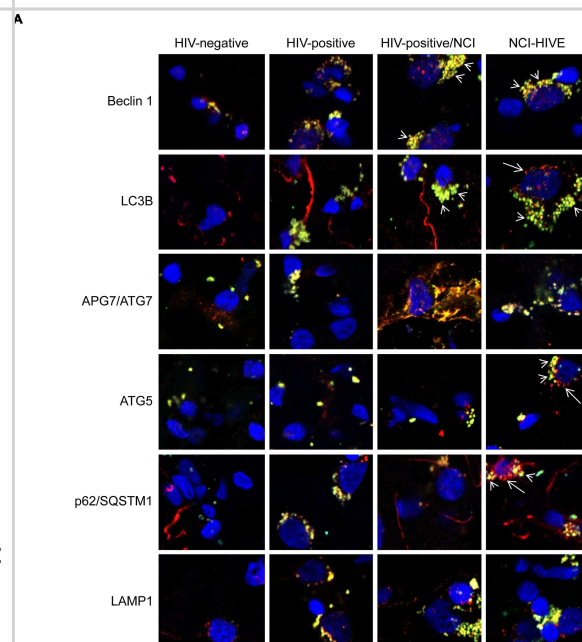 A
HIV-negative HIV-positive HIV-positive/NCI NCI-HIVE
Beclin 1
LC3B
APG7/ATG7
ATG5
p62/SQSTM1
LAMP1